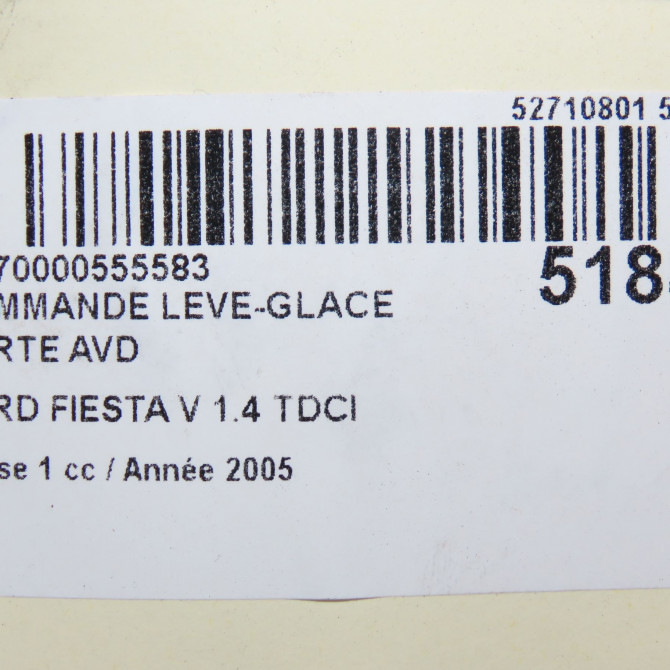 52710801 5
70000555583
518
MMANDE LEVE-GLACE
RTE AVD
RD FIESTA V 1.4 TDCI
se 1 cc / Année 2005